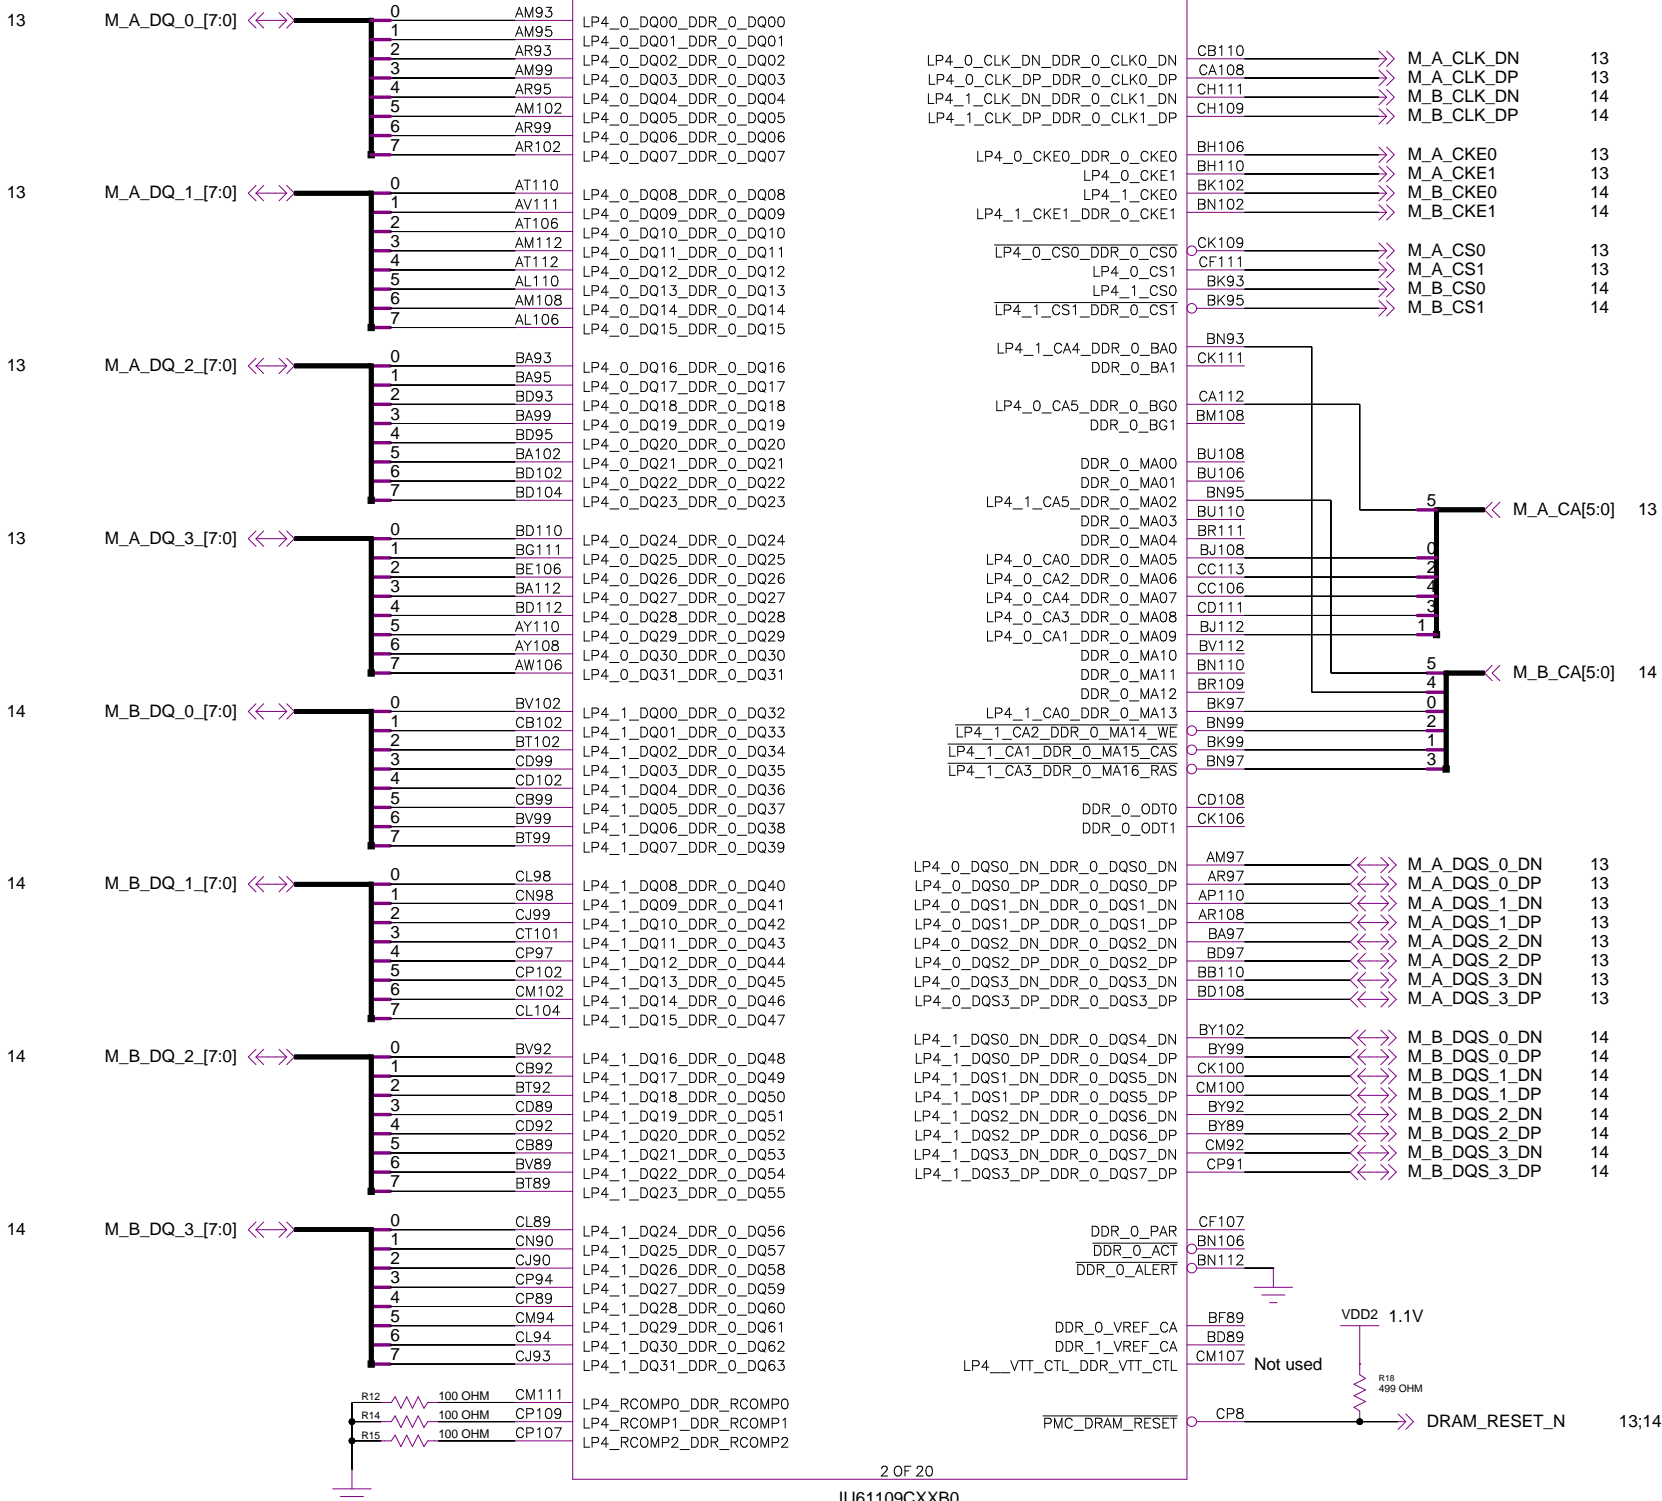 13 M_A_DQ_0_[7:0]
0 AM93 LP4_0_DQ00_DDR_0_DQ00
1 AM95 LP4_0_DQ01_DDR_0_DQ01
2 AR93 LP4_0_DQ02_DDR_0_DQ02
3 AM99 LP4_0_DQ03_DDR_0_DQ03
4 AR95 LP4_0_DQ04_DDR_0_DQ04
5 AM102 LP4_0_DQ05_DDR_0_DQ05
6 AR99 LP4_0_DQ06_DDR_0_DQ06
7 AR102 LP4_0_DQ07_DDR_0_DQ07
13 M_A_DQ_1_[7:0]
0 AT110 LP4_0_DQ08_DDR_0_DQ08
1 AV111 LP4_0_DQ09_DDR_0_DQ09
2 AT106 LP4_0_DQ10_DDR_0_DQ10
3 AM112 LP4_0_DQ11_DDR_0_DQ11
4 AT112 LP4_0_DQ12_DDR_0_DQ12
5 AL110 LP4_0_DQ13_DDR_0_DQ13
6 AM108 LP4_0_DQ14_DDR_0_DQ14
7 AL106 LP4_0_DQ15_DDR_0_DQ15
13 M_A_DQ_2_[7:0]
0 BA93 LP4_0_DQ16_DDR_0_DQ16
1 BA95 LP4_0_DQ17_DDR_0_DQ17
2 BD93 LP4_0_DQ18_DDR_0_DQ18
3 BA99 LP4_0_DQ19_DDR_0_DQ19
4 BD95 LP4_0_DQ20_DDR_0_DQ20
5 BA102 LP4_0_DQ21_DDR_0_DQ21
6 BD102 LP4_0_DQ22_DDR_0_DQ22
7 BD104 LP4_0_DQ23_DDR_0_DQ23
13 M_A_DQ_3_[7:0]
0 BD110 LP4_0_DQ24_DDR_0_DQ24
1 BG111 LP4_0_DQ25_DDR_0_DQ25
2 BE106 LP4_0_DQ26_DDR_0_DQ26
3 BA112 LP4_0_DQ27_DDR_0_DQ27
4 BD112 LP4_0_DQ28_DDR_0_DQ28
5 AY110 LP4_0_DQ29_DDR_0_DQ29
6 AY108 LP4_0_DQ30_DDR_0_DQ30
7 AW106 LP4_0_DQ31_DDR_0_DQ31
14 M_B_DQ_0_[7:0]
0 BV102 LP4_1_DQ00_DDR_0_DQ32
1 CB102 LP4_1_DQ01_DDR_0_DQ33
2 BT102 LP4_1_DQ02_DDR_0_DQ34
3 CD99 LP4_1_DQ03_DDR_0_DQ35
4 CD102 LP4_1_DQ04_DDR_0_DQ36
5 CB99 LP4_1_DQ05_DDR_0_DQ37
6 BV99 LP4_1_DQ06_DDR_0_DQ38
7 BT99 LP4_1_DQ07_DDR_0_DQ39
14 M_B_DQ_1_[7:0]
0 CL98 LP4_1_DQ08_DDR_0_DQ40
1 CN98 LP4_1_DQ09_DDR_0_DQ41
2 CJ99 LP4_1_DQ10_DDR_0_DQ42
3 CT101 LP4_1_DQ11_DDR_0_DQ43
4 CP97 LP4_1_DQ12_DDR_0_DQ44
5 CP102 LP4_1_DQ13_DDR_0_DQ45
6 CM102 LP4_1_DQ14_DDR_0_DQ46
7 CL104 LP4_1_DQ15_DDR_0_DQ47
14 M_B_DQ_2_[7:0]
0 BV92 LP4_1_DQ16_DDR_0_DQ48
1 CB92 LP4_1_DQ17_DDR_0_DQ49
2 BT92 LP4_1_DQ18_DDR_0_DQ50
3 CD89 LP4_1_DQ19_DDR_0_DQ51
4 CD92 LP4_1_DQ20_DDR_0_DQ52
5 CB89 LP4_1_DQ21_DDR_0_DQ53
6 BV89 LP4_1_DQ22_DDR_0_DQ54
7 BT89 LP4_1_DQ23_DDR_0_DQ55
14 M_B_DQ_3_[7:0]
0 CL89 LP4_1_DQ24_DDR_0_DQ56
1 CN90 LP4_1_DQ25_DDR_0_DQ57
2 CJ90 LP4_1_DQ26_DDR_0_DQ58
3 CP94 LP4_1_DQ27_DDR_0_DQ59
4 CP89 LP4_1_DQ28_DDR_0_DQ60
5 CM94 LP4_1_DQ29_DDR_0_DQ61
6 CL94 LP4_1_DQ30_DDR_0_DQ62
7 CJ93 LP4_1_DQ31_DDR_0_DQ63
R12 100 OHM CM111 LP4_RCOMP0_DDR_RCOMP0
R14 100 OHM CP109 LP4_RCOMP1_DDR_RCOMP1
R15 100 OHM CP107 LP4_RCOMP2_DDR_RCOMP2
LP4_0_CLK_DN_DDR_0_CLK0_DN CB110 M_A_CLK_DN 13
LP4_0_CLK_DP_DDR_0_CLK0_DP CA108 M_A_CLK_DP 13
LP4_1_CLK_DN_DDR_0_CLK1_DN CH111 M_B_CLK_DN 14
LP4_1_CLK_DP_DDR_0_CLK1_DP CH109 M_B_CLK_DP 14
LP4_0_CKE0_DDR_0_CKE0 BH106 M_A_CKE0 13
LP4_0_CKE1 BH110 M_A_CKE1 13
LP4_1_CKE0 BK102 M_B_CKE0 14
LP4_1_CKE1_DDR_0_CKE1 BN102 M_B_CKE1 14
LP4_0_CS0_DDR_0_CS0 CK109 M_A_CS0 13
LP4_0_CS1 CF111 M_A_CS1 13
LP4_1_CS0 BK93 M_B_CS0 14
LP4_1_CS1_DDR_0_CS1 BK95 M_B_CS1 14
LP4_1_CA4_DDR_0_BA0 BN93
DDR_0_BA1 CK111
LP4_0_CA5_DDR_0_BG0 CA112
DDR_0_BG1 BM108
DDR_0_MA00 BU108
DDR_0_MA01 BU106
LP4_1_CA5_DDR_0_MA02 BN95
DDR_0_MA03 BU110
DDR_0_MA04 BR111
5 M_A_CA[5:0] 13
LP4_0_CA0_DDR_0_MA05 BJ108 0
LP4_0_CA2_DDR_0_MA06 CC113 2
LP4_0_CA4_DDR_0_MA07 CC106 4
LP4_0_CA3_DDR_0_MA08 CD111 3
LP4_0_CA1_DDR_0_MA09 BJ112 1
DDR_0_MA10 BV112
DDR_0_MA11 BN110
DDR_0_MA12 BR109
5 M_B_CA[5:0] 14
4
LP4_1_CA0_DDR_0_MA13 BK97 0
LP4_1_CA2_DDR_0_MA14_WE BN99 2
LP4_1_CA1_DDR_0_MA15_CAS BK99 1
LP4_1_CA3_DDR_0_MA16_RAS BN97 3
DDR_0_ODT0 CD108
DDR_0_ODT1 CK106
LP4_0_DQS0_DN_DDR_0_DQS0_DN AM97 M_A_DQS_0_DN 13
LP4_0_DQS0_DP_DDR_0_DQS0_DP AR97 M_A_DQS_0_DP 13
LP4_0_DQS1_DN_DDR_0_DQS1_DN AP110 M_A_DQS_1_DN 13
LP4_0_DQS1_DP_DDR_0_DQS1_DP AR108 M_A_DQS_1_DP 13
LP4_0_DQS2_DN_DDR_0_DQS2_DN BA97 M_A_DQS_2_DN 13
LP4_0_DQS2_DP_DDR_0_DQS2_DP BD97 M_A_DQS_2_DP 13
LP4_0_DQS3_DN_DDR_0_DQS3_DN BB110 M_A_DQS_3_DN 13
LP4_0_DQS3_DP_DDR_0_DQS3_DP BD108 M_A_DQS_3_DP 13
LP4_1_DQS0_DN_DDR_0_DQS4_DN BY102 M_B_DQS_0_DN 14
LP4_1_DQS0_DP_DDR_0_DQS4_DP BY99 M_B_DQS_0_DP 14
LP4_1_DQS1_DN_DDR_0_DQS5_DN CK100 M_B_DQS_1_DN 14
LP4_1_DQS1_DP_DDR_0_DQS5_DP CM100 M_B_DQS_1_DP 14
LP4_1_DQS2_DN_DDR_0_DQS6_DN BY92 M_B_DQS_2_DN 14
LP4_1_DQS2_DP_DDR_0_DQS6_DP BY89 M_B_DQS_2_DP 14
LP4_1_DQS3_DN_DDR_0_DQS7_DN CM92 M_B_DQS_3_DN 14
LP4_1_DQS3_DP_DDR_0_DQS7_DP CP91 M_B_DQS_3_DP 14
DDR_0_PAR CF107
DDR_0_ACT BN106
DDR_0_ALERT BN112
VDD2 1.1V
DDR_0_VREF_CA BF89
DDR_1_VREF_CA BD89
LP4__VTT_CTL_DDR_VTT_CTL CM107 Not used
R18
499 OHM
PMC_DRAM_RESET CP8 DRAM_RESET_N 13;14
2 OF 20
IU61109CXXB0